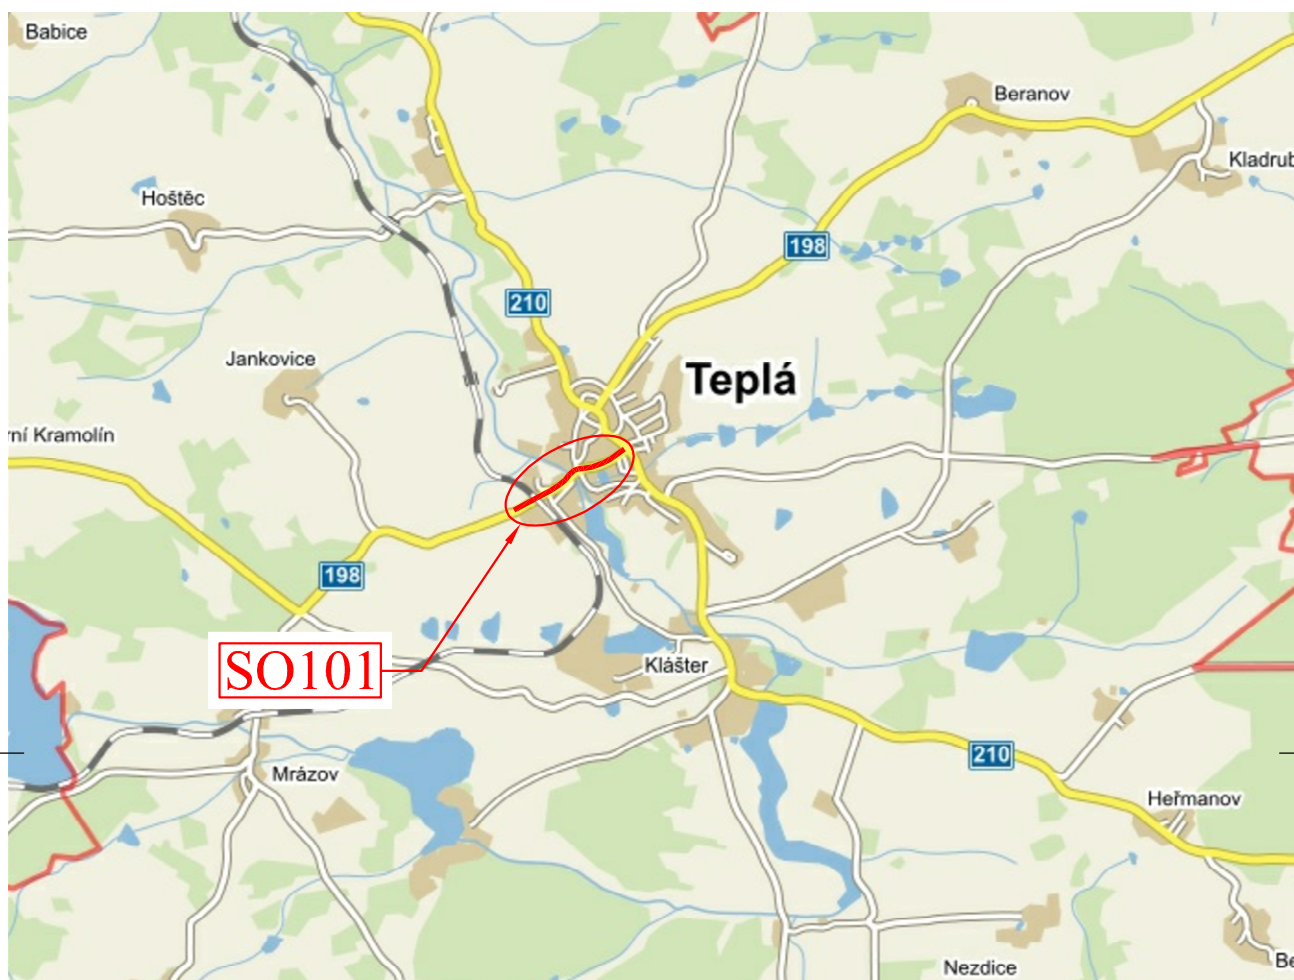 Babice
Beranov
Kladrub
Hoštěc
198
210
Jankovice
Teplá
rní Kramolín
198
SO101
Klášter
210
Mrázov
Heřmanov
Be
Nezdice